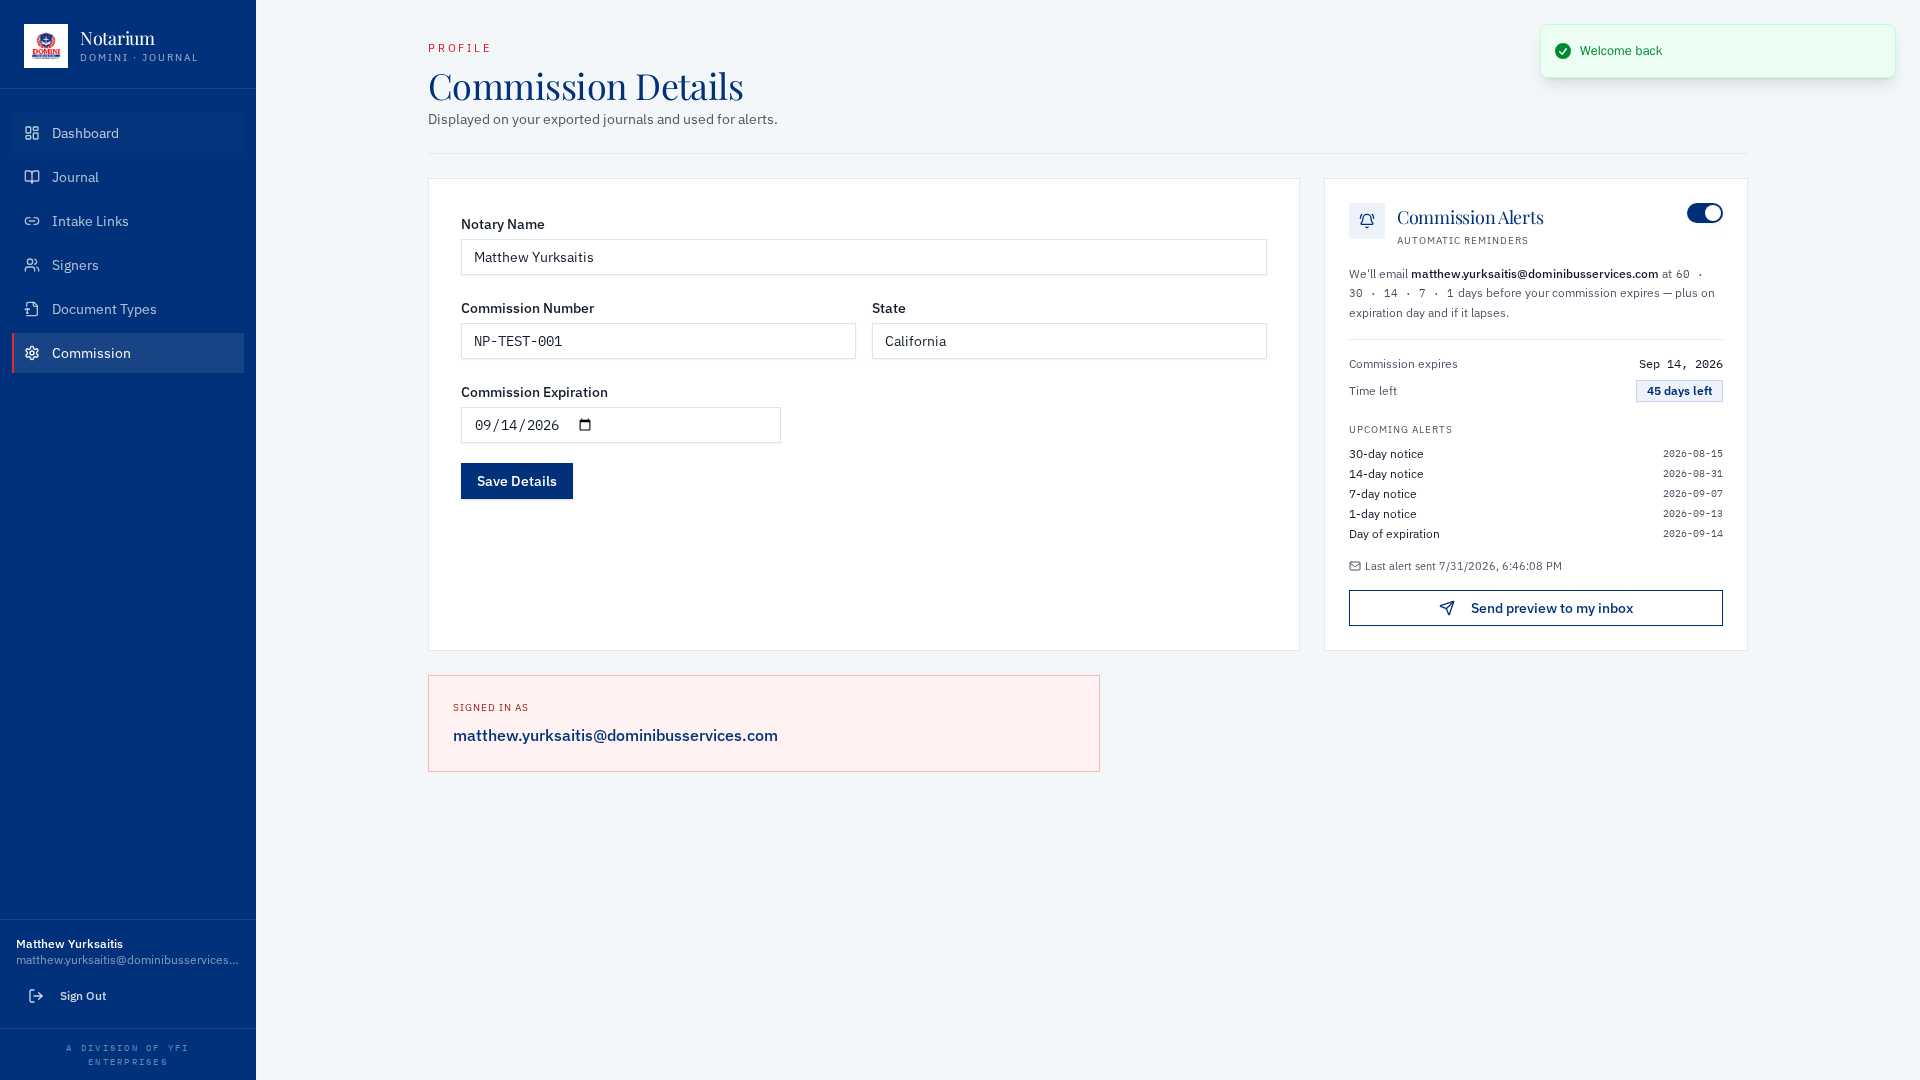 DOMINI
Notarium
DOMINI · JOURNAL
Dashboard
Journal
Intake Links
Signers
Document Types
Commission
Matthew Yurksaitis
matthew.yurksaitis@dominibusservices...
Sign Out
A DIVISION OF YFI
ENTERPRISES
PROFILE
Commission Details
Displayed on your exported journals and used for alerts.
Welcome back
Notary Name
Matthew Yurksaitis
Commission Number
State
NP-TEST-001
California
Commission Expiration
09/14/2026
Save Details
Commission Alerts
AUTOMATIC REMINDERS
We'll email matthew.yurksaitis@dominibusservices.com at 60 ·
30 · 14 · 7 · 1 days before your commission expires — plus on
expiration day and if it lapses.
Commission expires Sep 14, 2026
Time left 45 days left
UPCOMING ALERTS
30-day notice 2026-08-15
14-day notice 2026-08-31
7-day notice 2026-09-07
1-day notice 2026-09-13
Day of expiration 2026-09-14
Last alert sent 7/31/2026, 6:46:08 PM
Send preview to my inbox
SIGNED IN AS
matthew.yurksaitis@dominibusservices.com